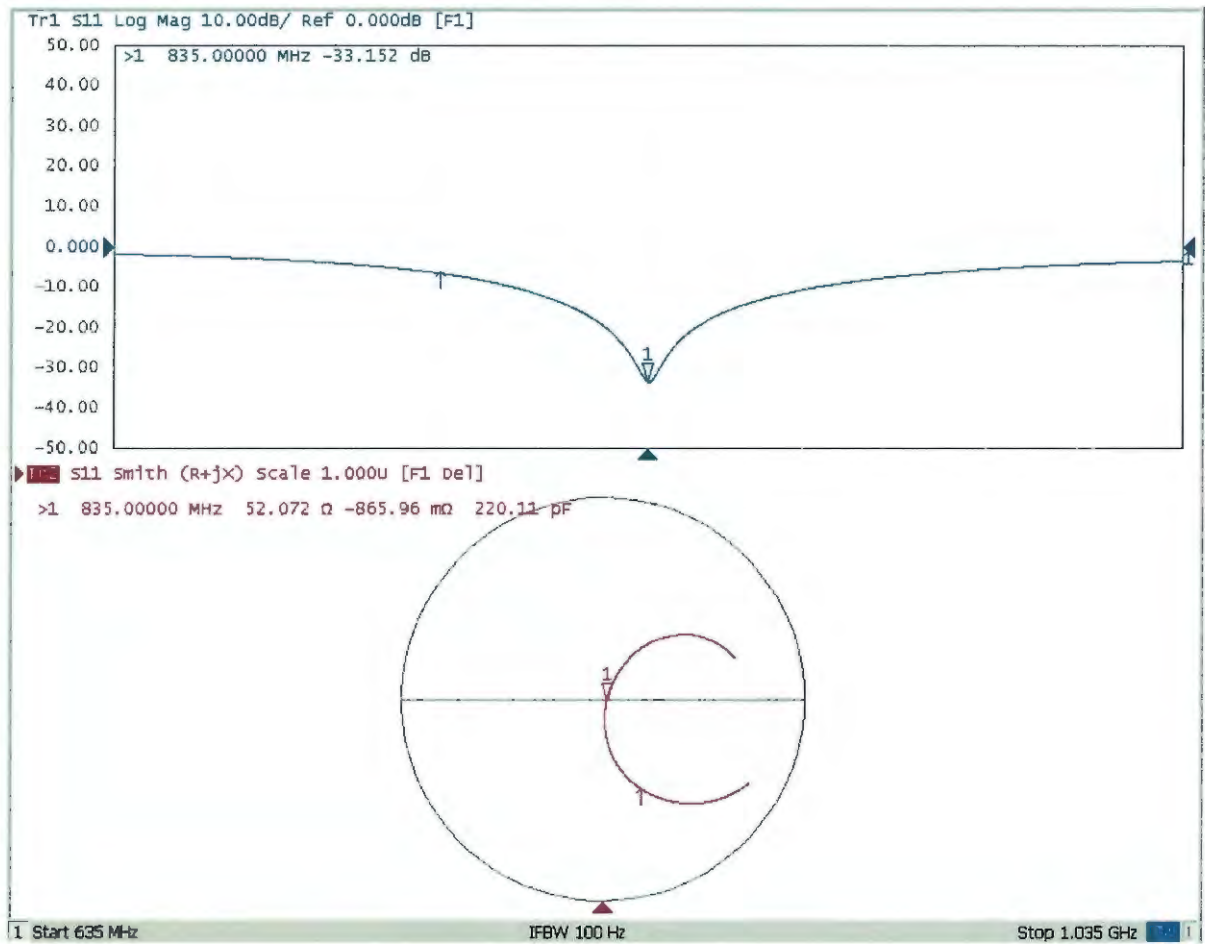 Tr1 S11 Log Mag 10.00dB/ Ref 0.000dB [F1]
50.00
>1 835.00000 MHz -33.152 dB
40.00
30.00
20.00
10.00
0.000
-10.00
-20.00
-30.00
-40.00
-50.00
1
1
S11 Smith (R+jX) Scale 1.000U [F1 Del]
>1 835.00000 MHz 52.072 Ω -865.96 mΩ 220.11 pF
1
1 Start 635 MHz IFBW 100 Hz Stop 1.035 GHz